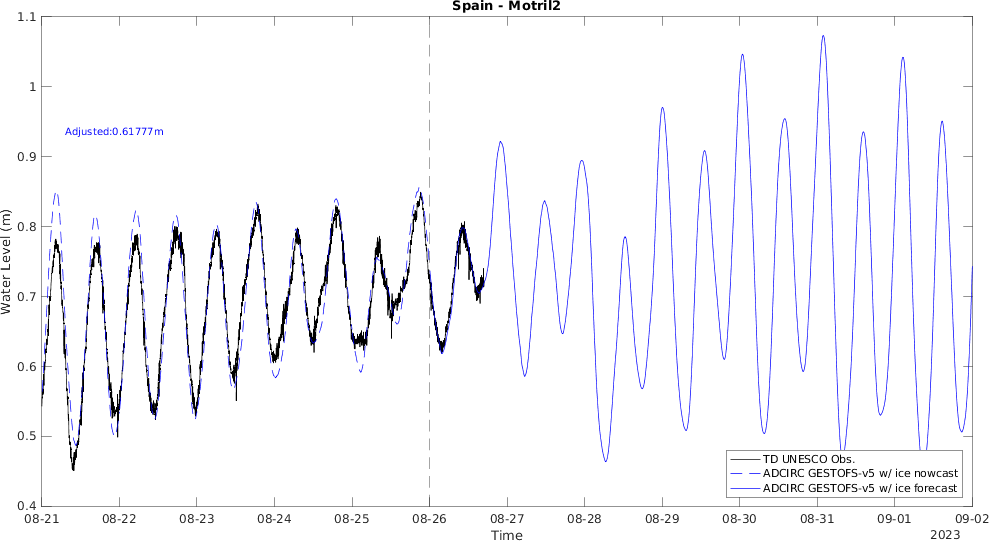 Spain - Motril2
Adjusted:0.61777m
Water Level (m)
1.1
1
0.9
0.8
0.7
0.6
0.5
0.4
08-21 08-22 08-23 08-24 08-25 08-26 08-27 08-28 08-29 08-30 08-31 09-01 09-02
Time
2023
TD UNESCO Obs.
ADCIRC GESTOFS-v5 w/ ice nowcast
ADCIRC GESTOFS-v5 w/ ice forecast